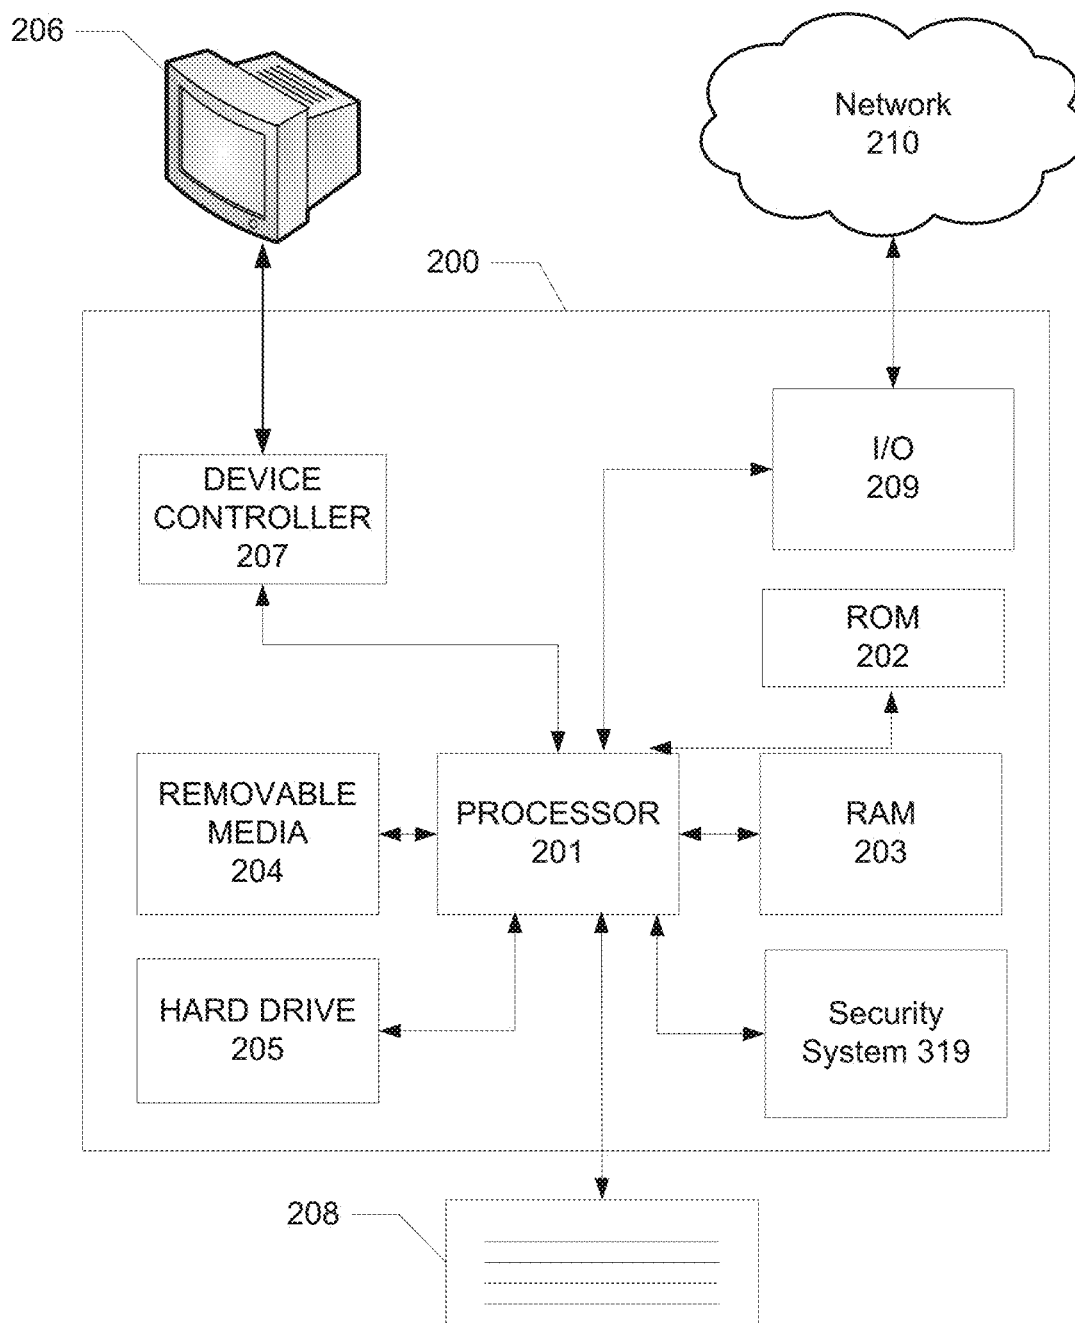 206
Network
210
200
I/O
209
DEVICE
CONTROLLER
207
ROM
202
REMOVABLE
MEDIA
204
PROCESSOR
201
RAM
203
HARD DRIVE
205
Security
System 319
208